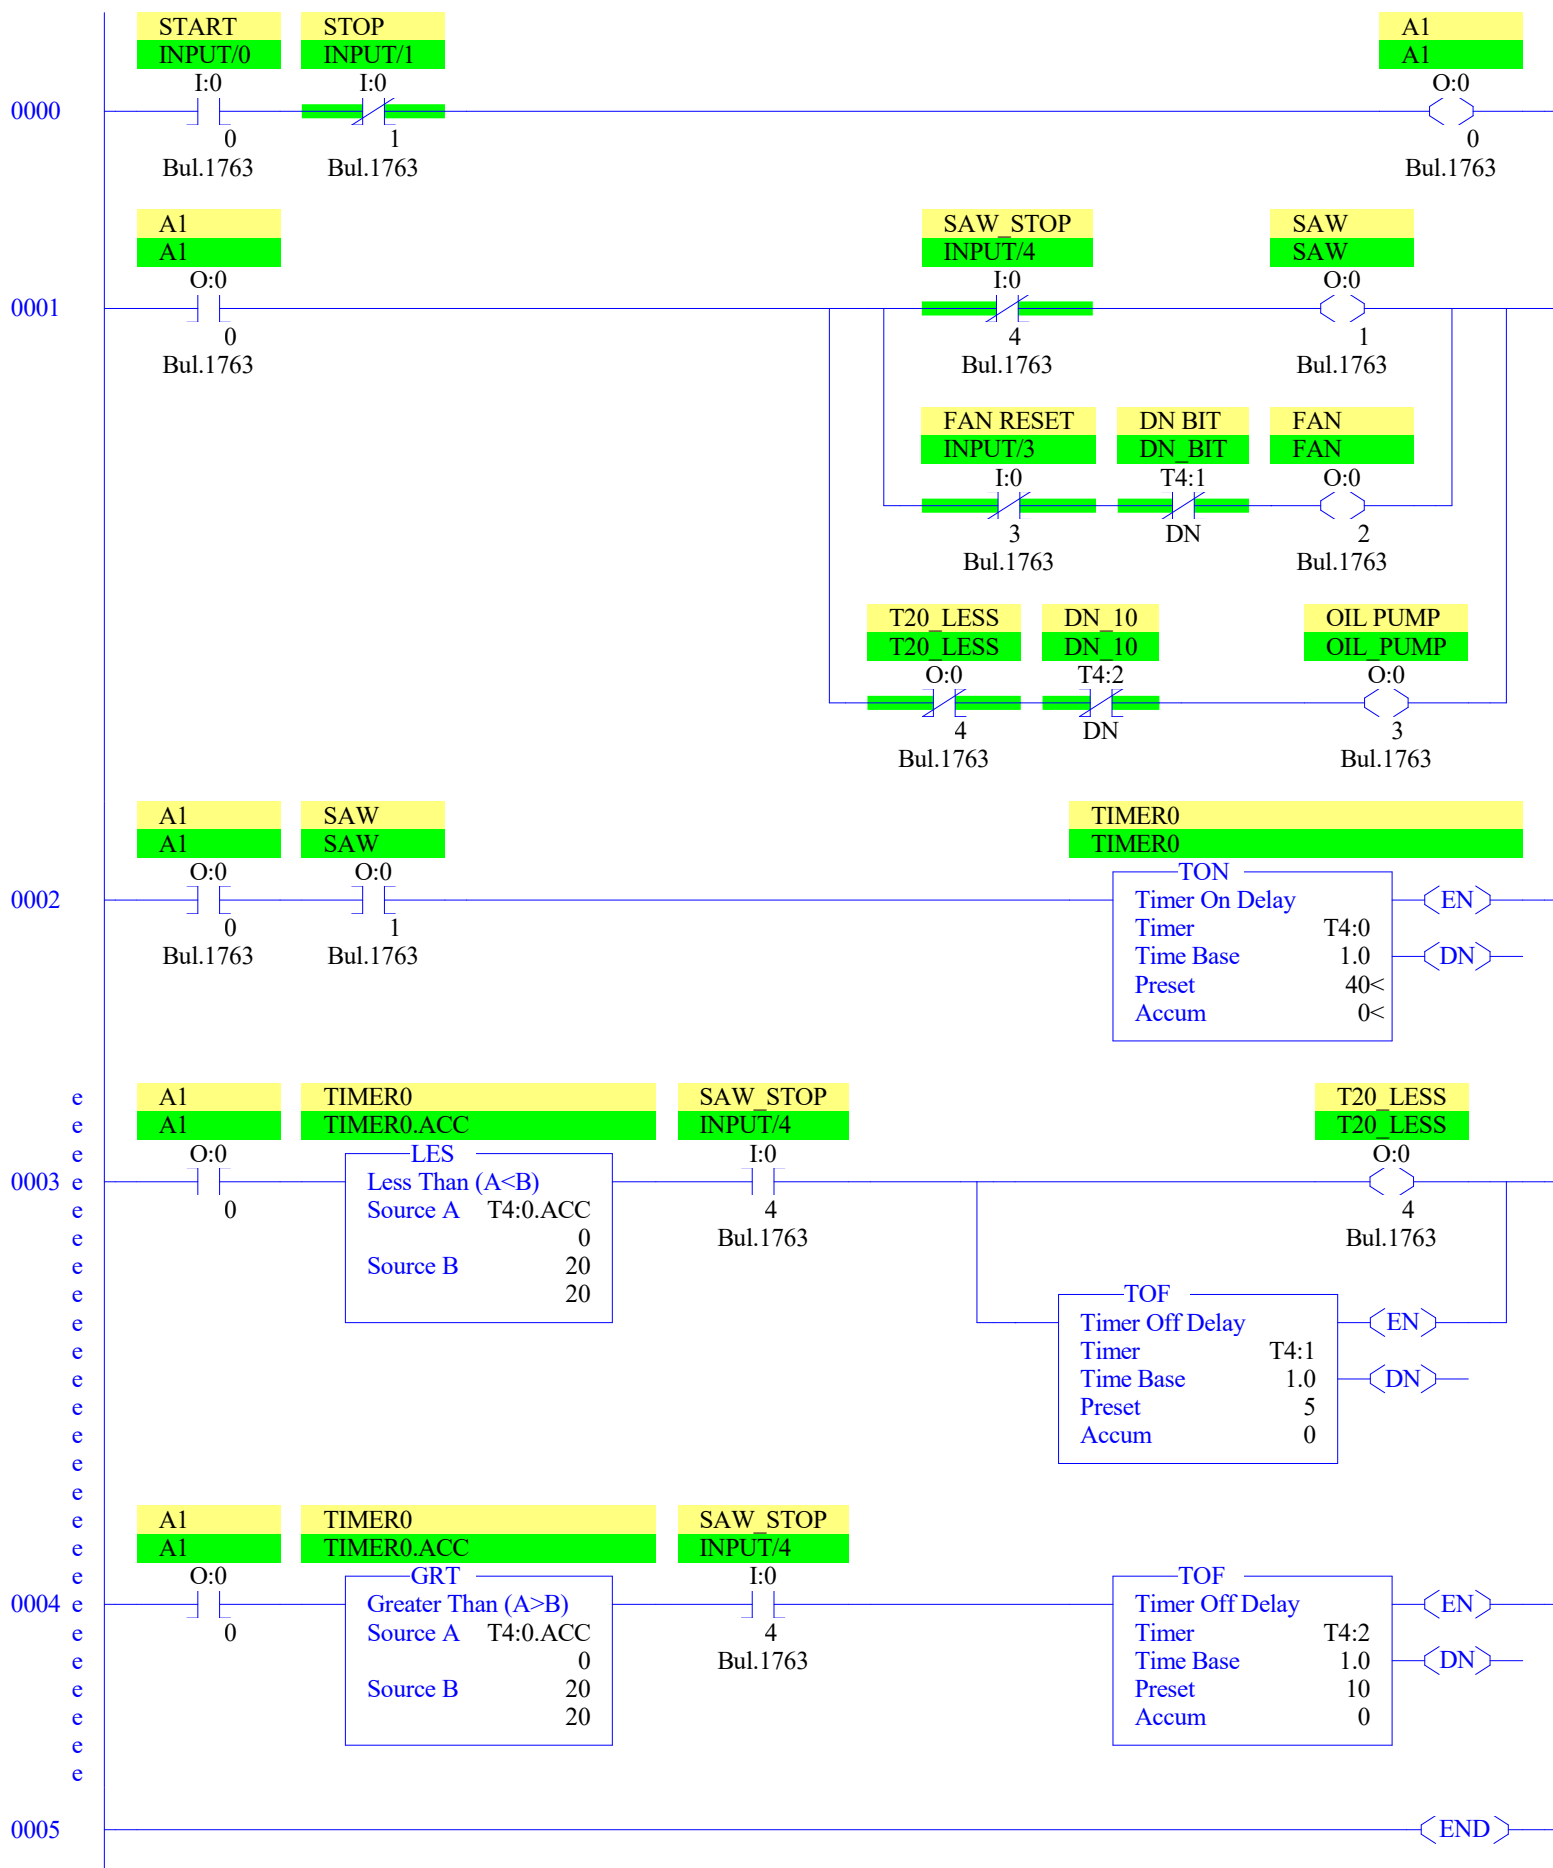 START STOP A1
INPUT/0 INPUT/1 A1
I:0 I:0 O:0
0000
0 1 0
Bul.1763 Bul.1763 Bul.1763
A1 SAW_STOP SAW
A1 INPUT/4 SAW
O:0 I:0 O:0
0001
0 4 1
Bul.1763 Bul.1763 Bul.1763
FAN RESET DN BIT FAN
INPUT/3 DN_BIT FAN
I:0 T4:1 O:0
3 DN 2
Bul.1763 Bul.1763
T20_LESS DN_10 OIL PUMP
T20_LESS DN_10 OIL_PUMP
O:0 T4:2 O:0
4 DN 3
Bul.1763 Bul.1763
A1 SAW TIMER0
A1 SAW TIMER0
O:0 O:0 TON
0002 Timer On Delay EN
0 1 Timer T4:0
Bul.1763 Bul.1763 Time Base 1.0 DN
Preset 40<
Accum 0<
e A1 TIMER0 SAW_STOP T20_LESS
e A1 TIMER0.ACC INPUT/4 T20_LESS
e O:0 LES I:0 O:0
0003 e Less Than (A<B)
e 0 Source A T4:0.ACC 4 4
e 0 Bul.1763 Bul.1763
e Source B 20
e 20 TOF
e Timer Off Delay EN
e Timer T4:1
e Time Base 1.0 DN
e Preset 5
e Accum 0
e
e
e A1 TIMER0 SAW_STOP
e A1 TIMER0.ACC INPUT/4
e O:0 GRT I:0 TOF
0004 e Greater Than (A>B) Timer Off Delay EN
e 0 Source A T4:0.ACC 4 Timer T4:2
e 0 Bul.1763 Time Base 1.0 DN
e Source B 20 Preset 10
e 20 Accum 0
e
e
0005 END